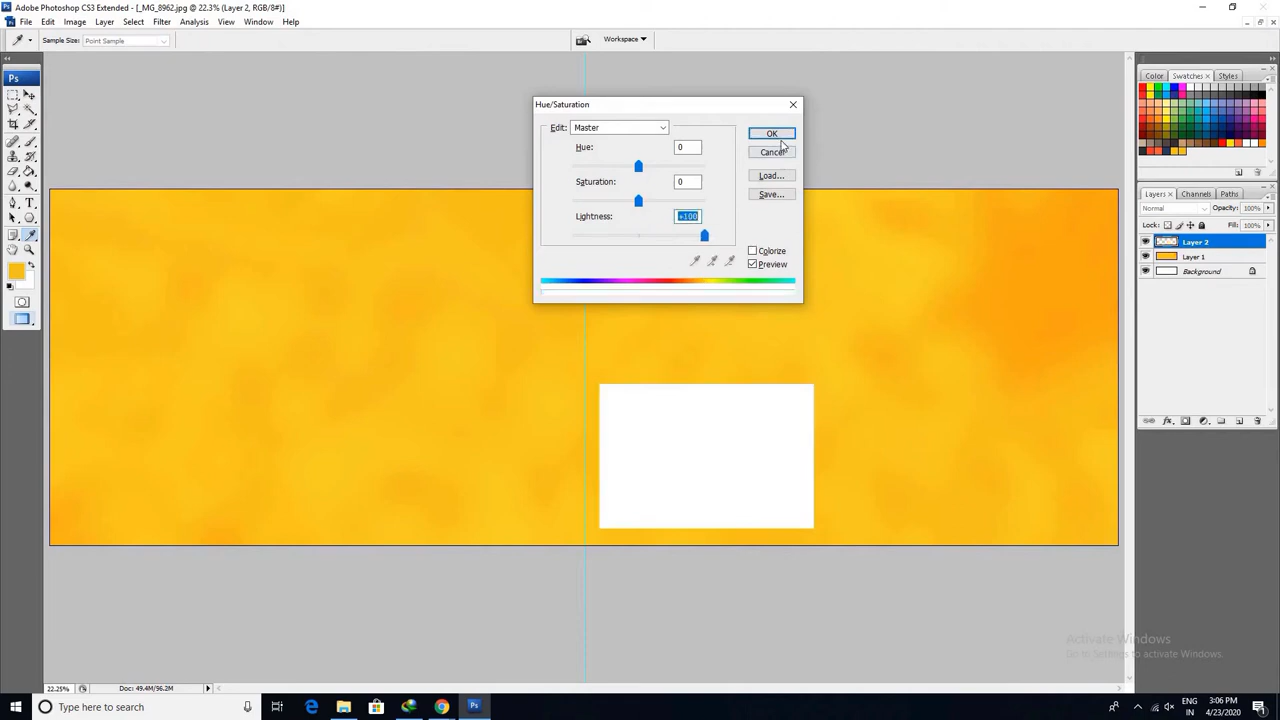 Adobe Photoshop CS3 Extended - [_MG_8962.jpg @ 22.3% (Layer 2, RGB/8#)]
File Edit Image Layer Select Filter Analysis View Window Help
Sample Size: Point Sample Workspace
Ps
Hue/Saturation
Edit: Master
OK
Hue: 0
Cancel
Load...
Saturation: 0
Save...
Lightness: +100
Colorize
Preview
Color Swatches Styles
Layers Channels Paths
Normal Opacity: 100%
Lock: Fill: 100%
Layer 2
Layer 1
Background
Activate Windows
Go to Settings to activate Windows.
22.25% Doc: 49.4M/96.2M
Type here to search
ENG
IN
3:06 PM
4/23/2020